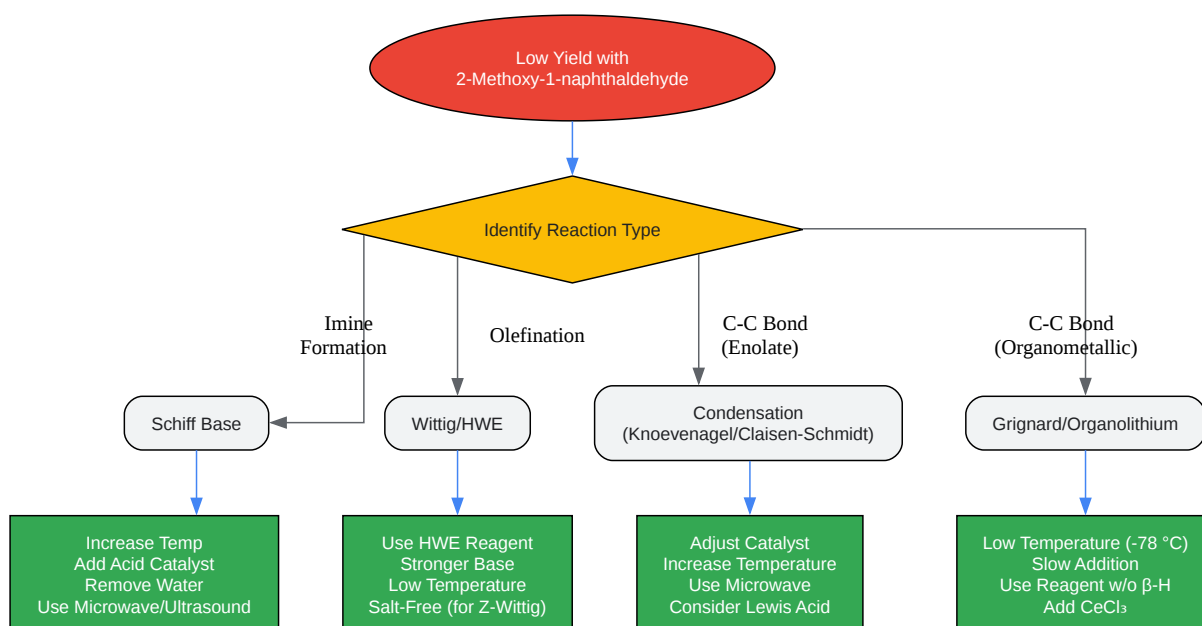 Low Yield with
2-Methoxy-1-naphthaldehyde
Identify Reaction Type
Imine
Formation
Olefination
C-C Bond
(Enolate)
C-C Bond
(Organometallic)
Schiff Base
Wittig/HWE
Condensation
(Knoevenagel/Claisen-Schmidt)
Grignard/Organolithium
Increase Temp
Add Acid Catalyst
Remove Water
Use Microwave/Ultrasound
Use HWE Reagent
Stronger Base
Low Temperature
Salt-Free (for Z-Wittig)
Adjust Catalyst
Increase Temperature
Use Microwave
Consider Lewis Acid
Low Temperature (-78 °C)
Slow Addition
Use Reagent w/o β-H
Add CeCl₃